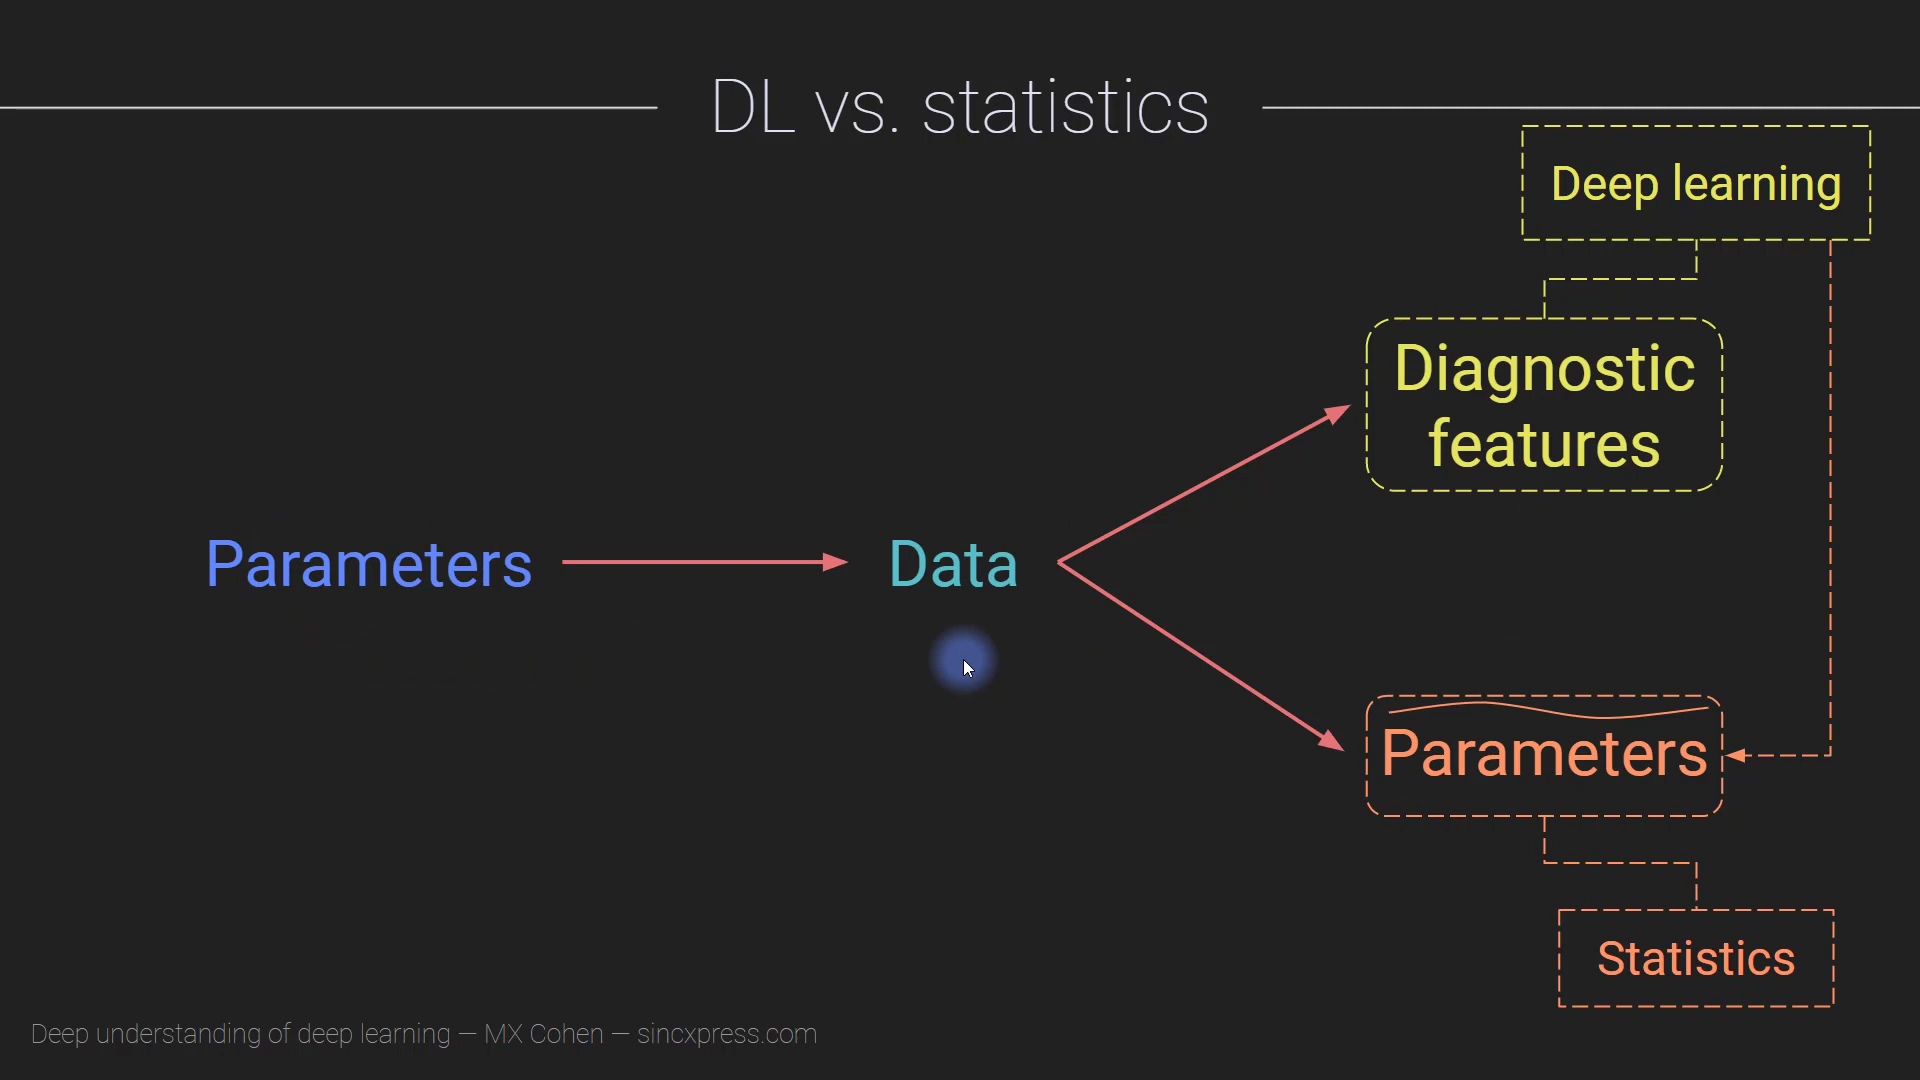 DL vs. statistics
Deep learning
Diagnostic
features
Parameters
Data
Parameters
Statistics
Deep understanding of deep learning — MX Cohen — sincxpress.com